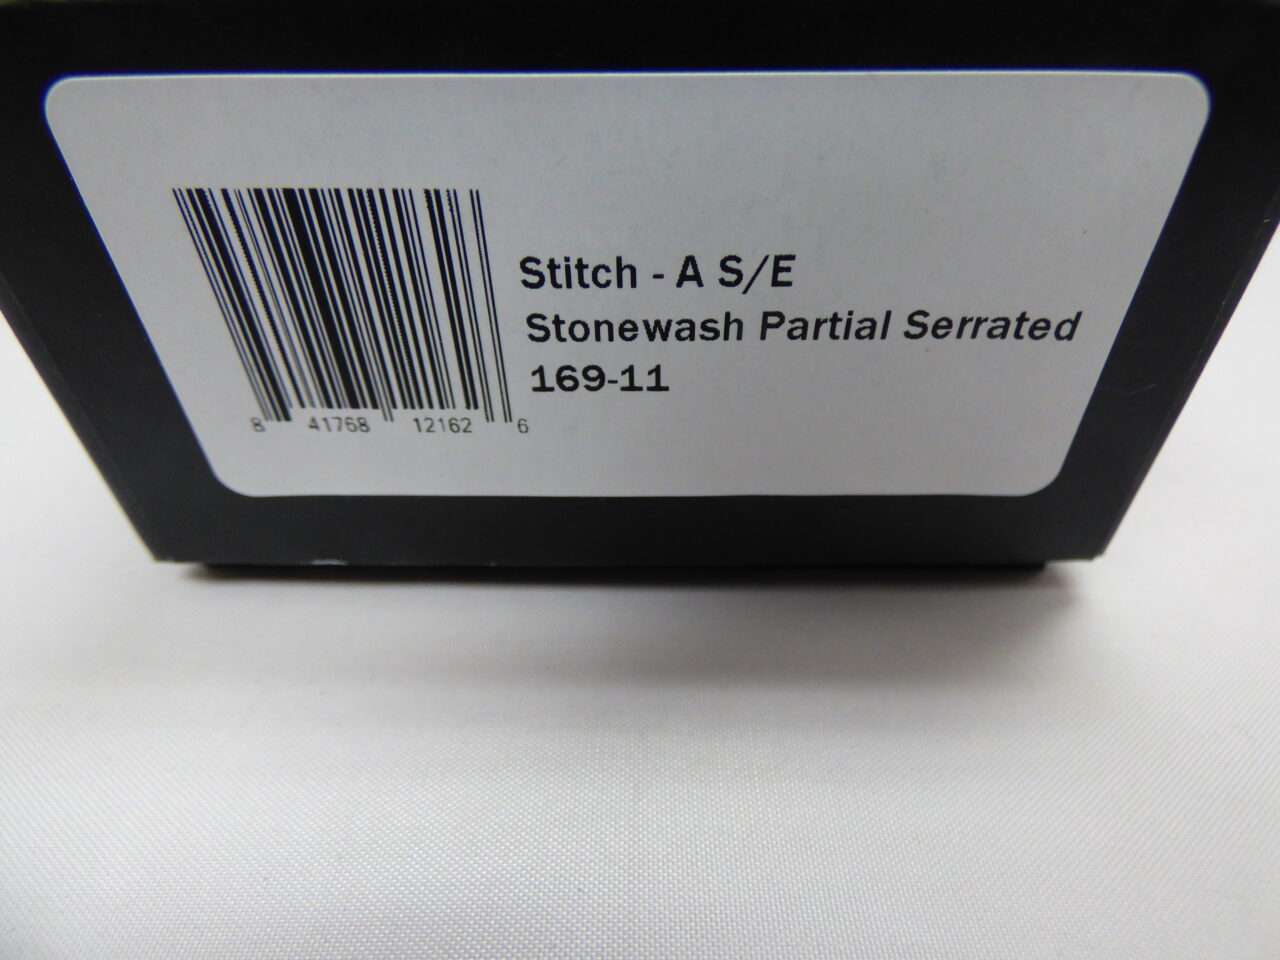 Stitch - A S/E
Stonewash Partial Serrated
169-11
8 41768 12162 6